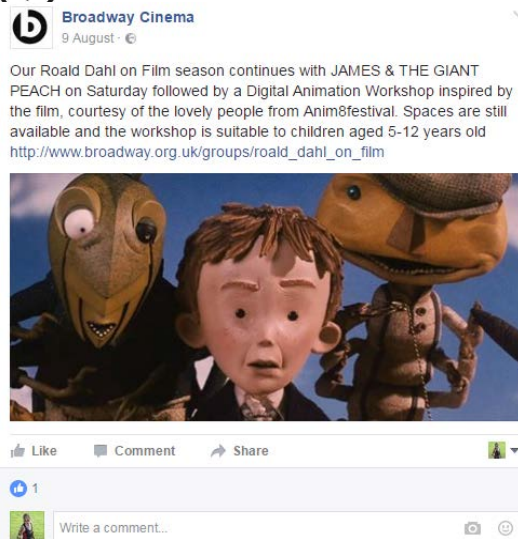 Broadway Cinema
9 August ·
Our Roald Dahl on Film season continues with JAMES & THE GIANT
PEACH on Saturday followed by a Digital Animation Workshop inspired by
the film, courtesy of the lovely people from Anim8festival. Spaces are still
available and the workshop is suitable to children aged 5-12 years old
http://www.broadway.org.uk/groups/roald_dahl_on_film
Like Comment Share
1
Write a comment...